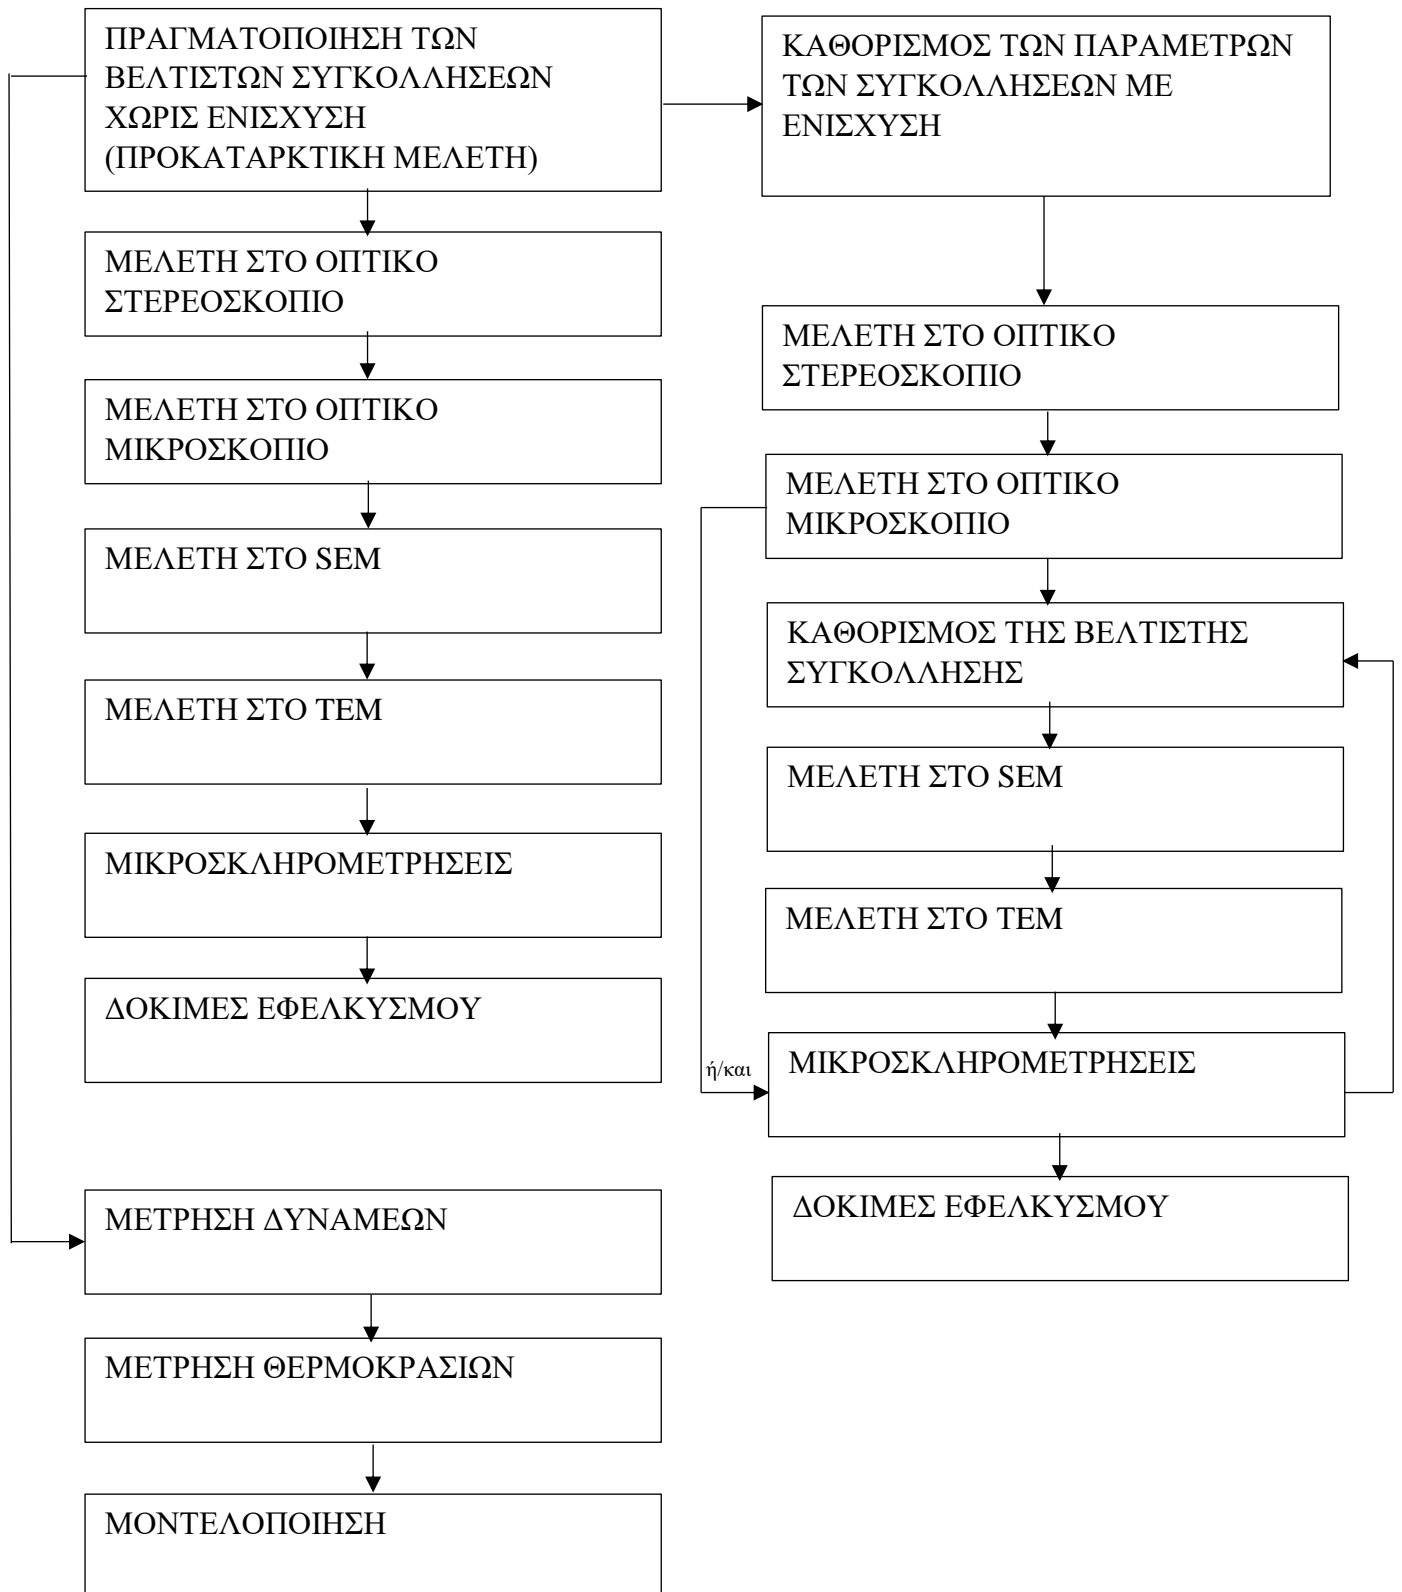 ΠΡΑΓΜΑΤΟΠΟΙΗΣΗ ΤΩΝ
ΒΕΛΤΙΣΤΩΝ ΣΥΓΚΟΛΛΗΣΕΩΝ
ΧΩΡΙΣ ΕΝΙΣΧΥΣΗ
(ΠΡΟΚΑΤΑΡΚΤΙΚΗ ΜΕΛΕΤΗ)
ΜΕΛΕΤΗ ΣΤΟ ΟΠΤΙΚΟ
ΣΤΕΡΕΟΣΚΟΠΙΟ
ΜΕΛΕΤΗ ΣΤΟ ΟΠΤΙΚΟ
ΜΙΚΡΟΣΚΟΠΙΟ
ΜΕΛΕΤΗ ΣΤΟ SEM
ΜΕΛΕΤΗ ΣΤΟ TEM
ΜΙΚΡΟΣΚΛΗΡΟΜΕΤΡΗΣΕΙΣ
ΔΟΚΙΜΕΣ ΕΦΕΛΚΥΣΜΟΥ
ΜΕΤΡΗΣΗ ΔΥΝΑΜΕΩΝ
ΜΕΤΡΗΣΗ ΘΕΡΜΟΚΡΑΣΙΩΝ
ΜΟΝΤΕΛΟΠΟΙΗΣΗ
ΚΑΘΟΡΙΣΜΟΣ ΤΩΝ ΠΑΡΑΜΕΤΡΩΝ
ΤΩΝ ΣΥΓΚΟΛΛΗΣΕΩΝ ΜΕ
ΕΝΙΣΧΥΣΗ
ΜΕΛΕΤΗ ΣΤΟ ΟΠΤΙΚΟ
ΣΤΕΡΕΟΣΚΟΠΙΟ
ΜΕΛΕΤΗ ΣΤΟ ΟΠΤΙΚΟ
ΜΙΚΡΟΣΚΟΠΙΟ
ΚΑΘΟΡΙΣΜΟΣ ΤΗΣ ΒΕΛΤΙΣΤΗΣ
ΣΥΓΚΟΛΛΗΣΗΣ
ΜΕΛΕΤΗ ΣΤΟ SEM
ΜΕΛΕΤΗ ΣΤΟ TEM
ή/και
ΜΙΚΡΟΣΚΛΗΡΟΜΕΤΡΗΣΕΙΣ
ΔΟΚΙΜΕΣ ΕΦΕΛΚΥΣΜΟΥ